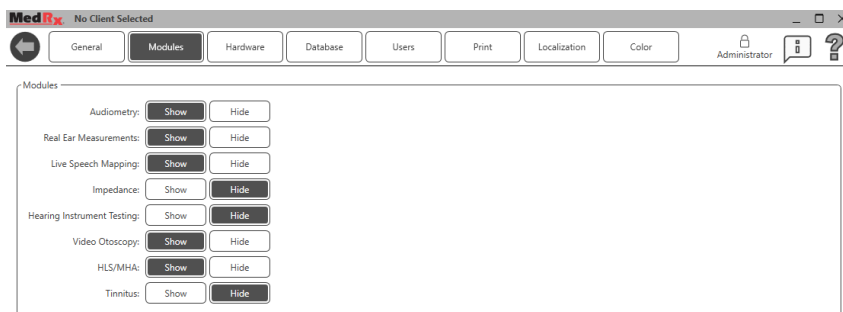 MedRx No Client Selected
General Modules Hardware Database Users Print Localization Color Administrator
Modules
Audiometry: Show Hide
Real Ear Measurements: Show Hide
Live Speech Mapping: Show Hide
Impedance: Show Hide
Hearing Instrument Testing: Show Hide
Video Otoscopy: Show Hide
HLS/MHA: Show Hide
Tinnitus: Show Hide